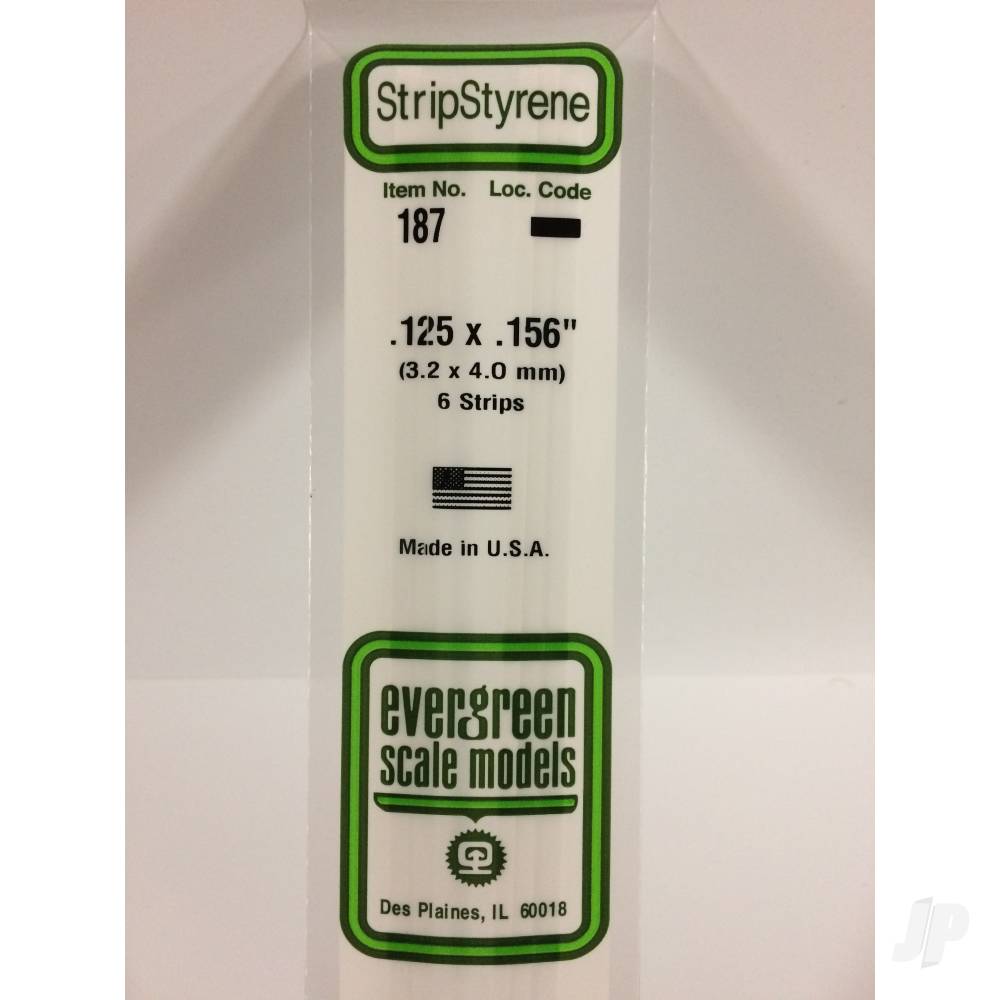 StripStyrene
Item No. Loc. Code
187
.125 x .156"
(3.2 x 4.0 mm)
6 Strips
Made in U.S.A.
evergreen
scale models
Des Plaines, IL 60018
JP